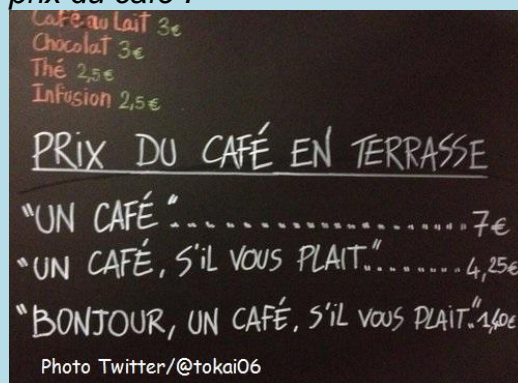 prix du café ?
Café au Lait 3€
Chocolat 3€
Thé 2,5€
Infusion 2,5€
PRIX DU CAFÉ EN TERRASSE
"UN CAFÉ" 7€
"UN CAFÉ, S'IL VOUS PLAIT." 4,25€
"BONJOUR, UN CAFÉ, S'IL VOUS PLAIT." 1,40€
Photo Twitter/@tokai06